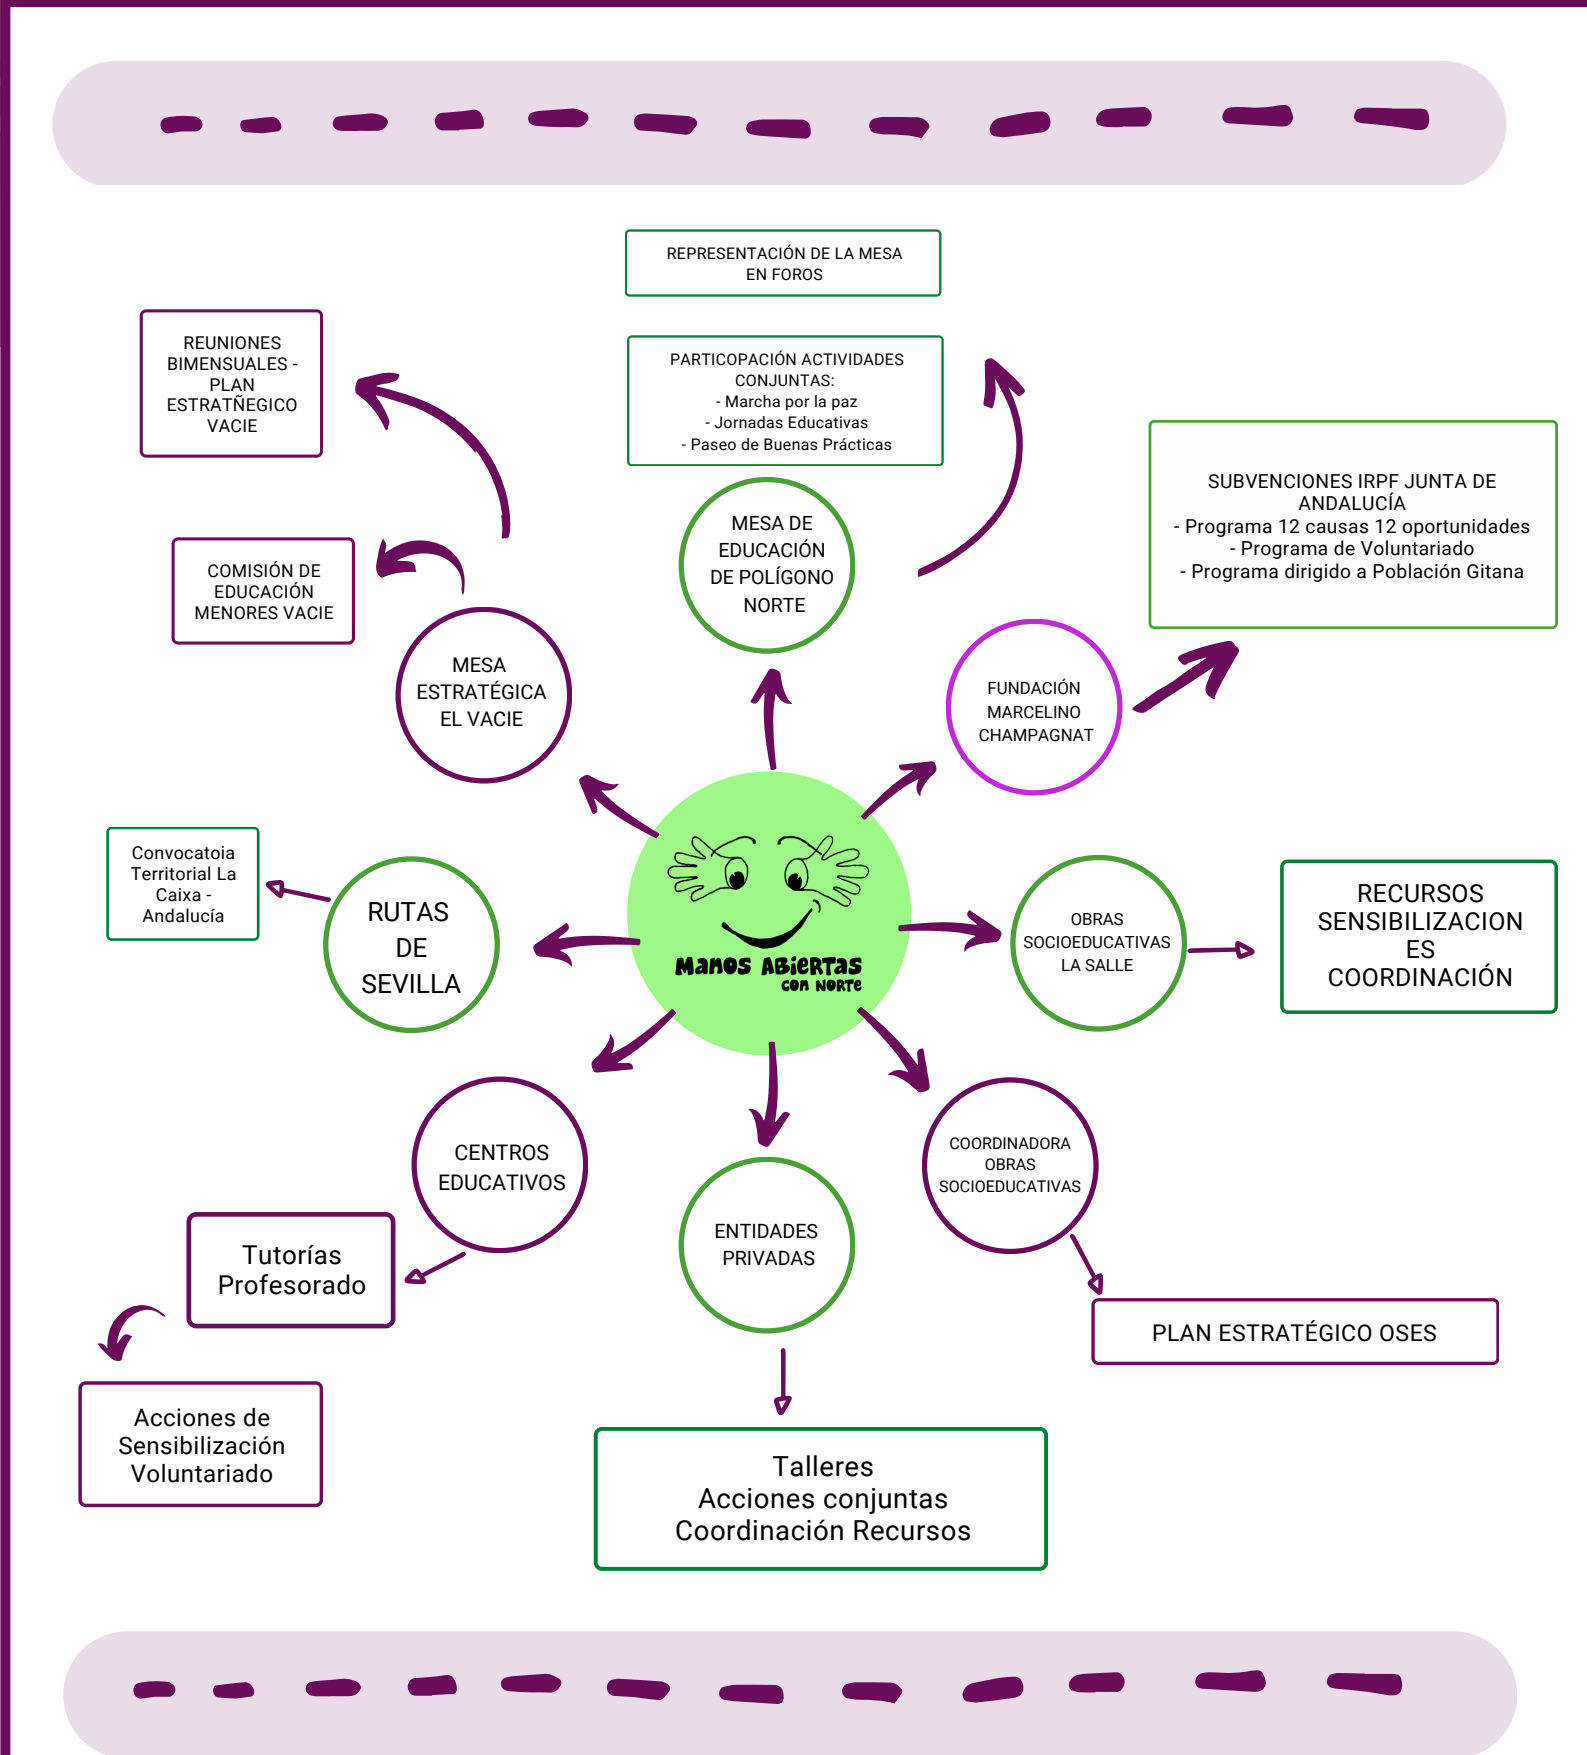 REPRESENTACIÓN DE LA MESA
EN FOROS
PARTICOPACIÓN ACTIVIDADES
CONJUNTAS:
- Marcha por la paz
- Jornadas Educativas
- Paseo de Buenas Prácticas
MESA DE
EDUCACIÓN
DE POLÍGONO
NORTE
REUNIONES
BIMENSUALES -
PLAN
ESTRATÑEGICO
VACIE
COMISIÓN DE
EDUCACIÓN
MENORES VACIE
MESA
ESTRATÉGICA
EL VACIE
SUBVENCIONES IRPF JUNTA DE
ANDALUCÍA
- Programa 12 causas 12 oportunidades
- Programa de Voluntariado
- Programa dirigido a Población Gitana
FUNDACIÓN
MARCELINO
CHAMPAGNAT
Convocatoia
Territorial La
Caixa -
Andalucía
RUTAS
DE
SEVILLA
MANOS ABIERTAS
CON NORTE
OBRAS
SOCIOEDUCATIVAS
LA SALLE
RECURSOS
SENSIBILIZACION
ES
COORDINACIÓN
CENTROS
EDUCATIVOS
Tutorías
Profesorado
Acciones de
Sensibilización
Voluntariado
ENTIDADES
PRIVADAS
Talleres
Acciones conjuntas
Coordinación Recursos
COORDINADORA
OBRAS
SOCIOEDUCATIVAS
PLAN ESTRATÉGICO OSES